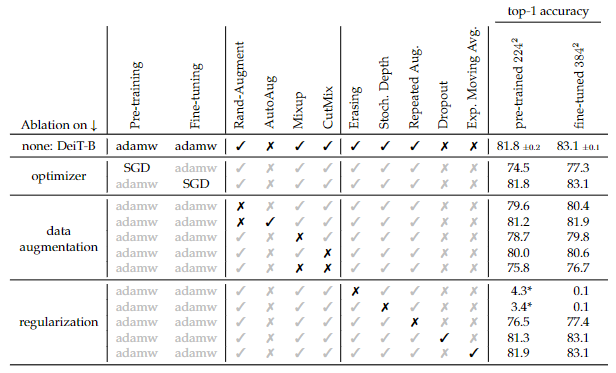 top-1 accuracy
Ablation on ↓ Pre-training Fine-tuning Rand-Augment AutoAug Mixup CutMix Erasing Stoch. Depth Repeated Aug. Dropout Exp. Moving Avg. pre-trained 224² fine-tuned 384²
none: DeiT-B adamw adamw ✓ ✗ ✓ ✓ ✓ ✓ ✓ ✗ ✗ 81.8 ±0.2 83.1 ±0.1
optimizer
SGD adamw ✓ ✗ ✓ ✓ ✓ ✓ ✓ ✗ ✗ 74.5 77.3
adamw SGD ✓ ✗ ✓ ✓ ✓ ✓ ✓ ✗ ✗ 81.8 83.1
data augmentation
adamw adamw ✗ ✗ ✓ ✓ ✓ ✓ ✓ ✗ ✗ 79.6 80.4
adamw adamw ✗ ✓ ✓ ✓ ✓ ✓ ✓ ✗ ✗ 81.2 81.9
adamw adamw ✓ ✗ ✗ ✓ ✓ ✓ ✓ ✗ ✗ 78.7 79.8
adamw adamw ✓ ✗ ✓ ✗ ✓ ✓ ✓ ✗ ✗ 80.0 80.6
adamw adamw ✓ ✗ ✗ ✗ ✓ ✓ ✓ ✗ ✗ 75.8 76.7
regularization
adamw adamw ✓ ✗ ✓ ✓ ✗ ✓ ✓ ✗ ✗ 4.3* 0.1
adamw adamw ✓ ✗ ✓ ✓ ✓ ✗ ✓ ✗ ✗ 3.4* 0.1
adamw adamw ✓ ✗ ✓ ✓ ✓ ✓ ✗ ✗ ✗ 76.5 77.4
adamw adamw ✓ ✗ ✓ ✓ ✓ ✓ ✓ ✓ ✗ 81.3 83.1
adamw adamw ✓ ✗ ✓ ✓ ✓ ✓ ✓ ✗ ✓ 81.9 83.1